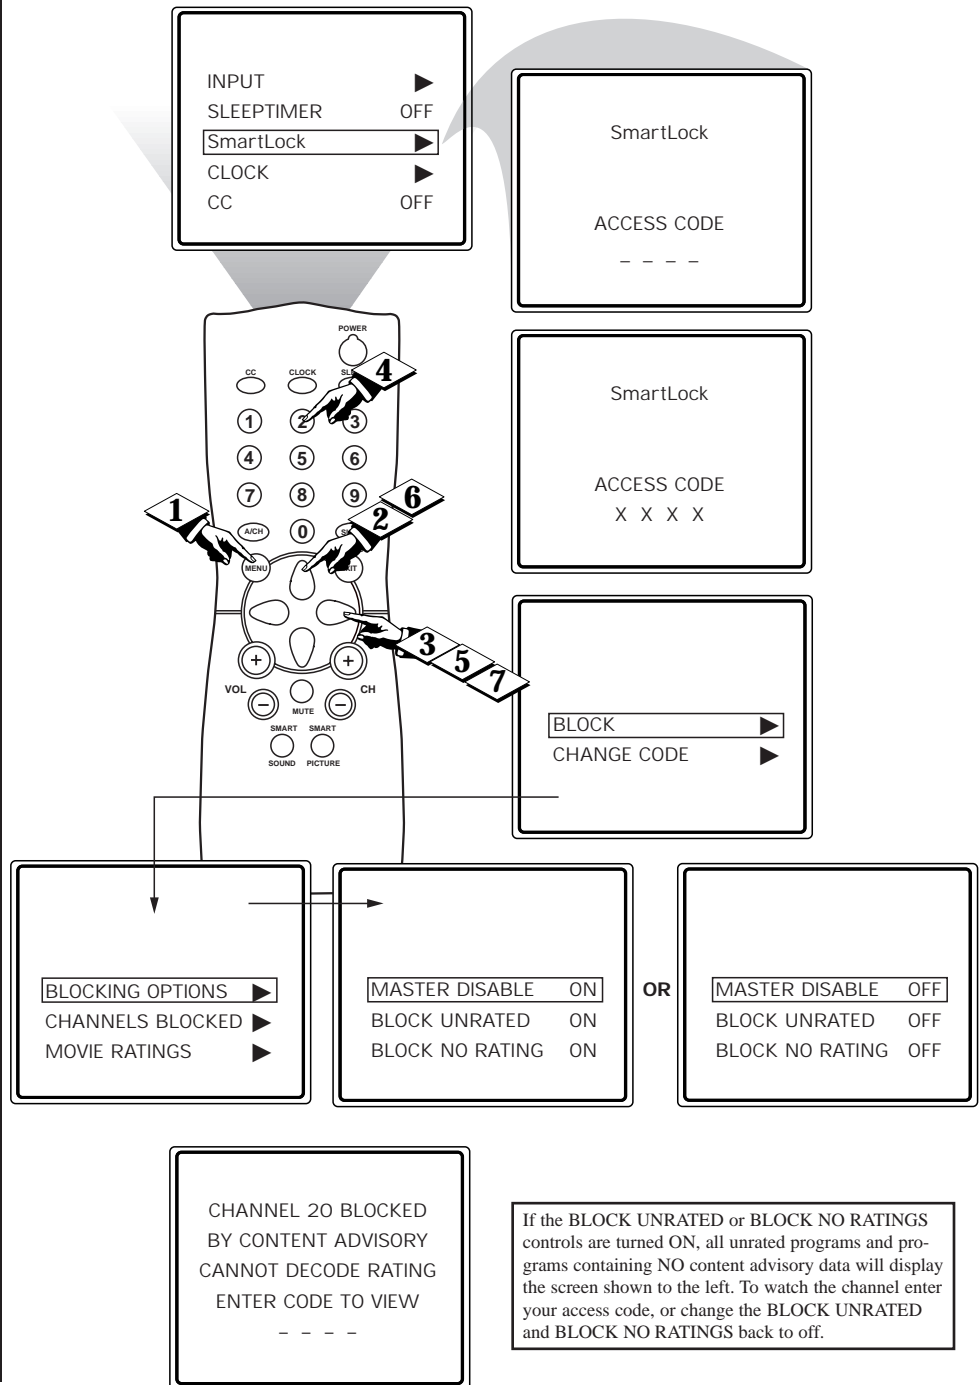 INPUT ▶
SLEEPTIMER OFF
SmartLock ▶
CLOCK ▶
CC OFF
SmartLock
ACCESS CODE
_ _ _ _
POWER
CC CLOCK
4
1 2 3
4 5 6
7 8 9
A/CH 0
1
2 6
MENU
3 5 7
+ +
VOL CH
− −
MUTE
SMART SMART
SOUND PICTURE
SmartLock
ACCESS CODE
X X X X
BLOCK ▶
CHANGE CODE ▶
BLOCKING OPTIONS ▶
CHANNELS BLOCKED ▶
MOVIE RATINGS ▶
MASTER DISABLE ON
BLOCK UNRATED ON
BLOCK NO RATING ON
OR
MASTER DISABLE OFF
BLOCK UNRATED OFF
BLOCK NO RATING OFF
CHANNEL 20 BLOCKED
BY CONTENT ADVISORY
CANNOT DECODE RATING
ENTER CODE TO VIEW
_ _ _ _
If the BLOCK UNRATED or BLOCK NO RATINGS
controls are turned ON, all unrated programs and pro-
grams containing NO content advisory data will display
the screen shown to the left. To watch the channel enter
your access code, or change the BLOCK UNRATED
and BLOCK NO RATINGS back to off.